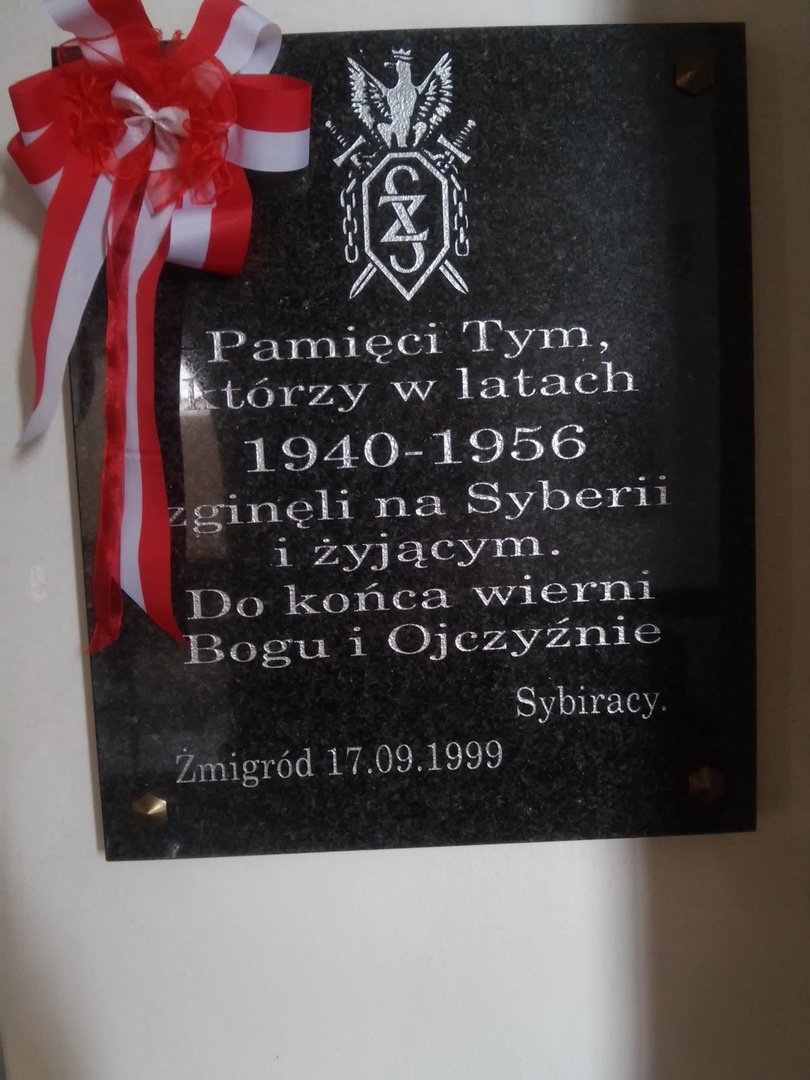 ZS
Pamięci Tym,
którzy w latach
1940-1956
zginęli na Syberii
i żyjącym.
Do końca wierni
Bogu i Ojczyźnie
Sybiracy.
Żmigród 17.09.1999